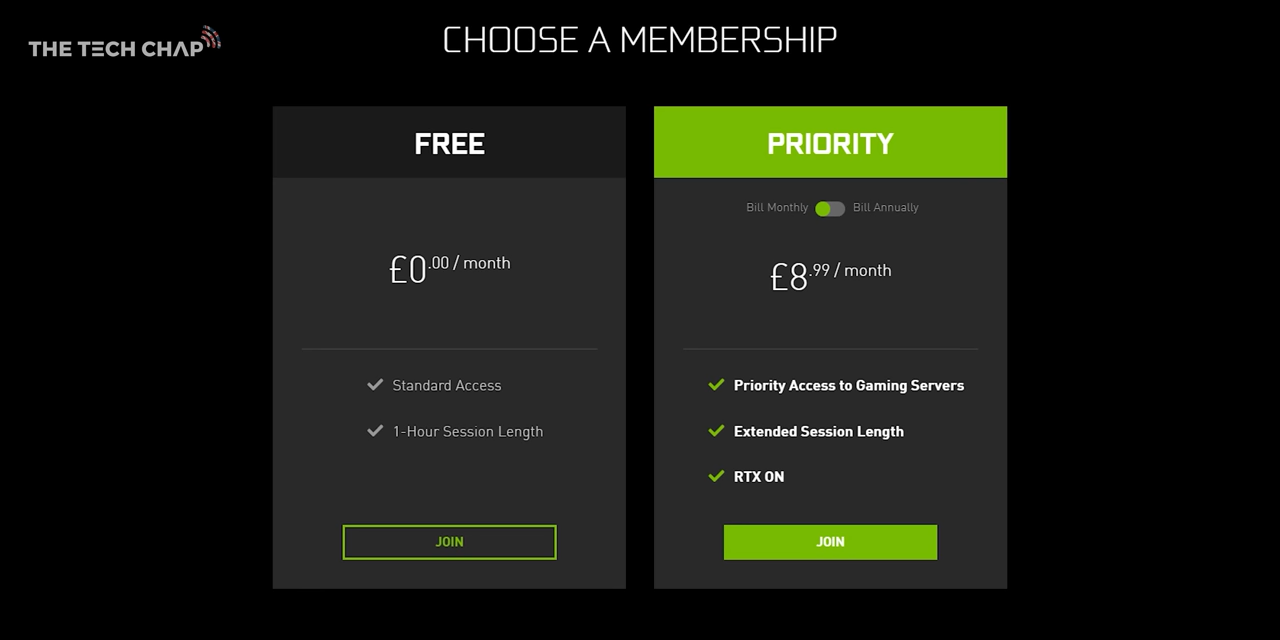 THE TECH CHAP
CHOOSE A MEMBERSHIP
FREE
£0.00 / month
Standard Access
1-Hour Session Length
JOIN
PRIORITY
Bill Monthly Bill Annually
£8.99 / month
Priority Access to Gaming Servers
Extended Session Length
RTX ON
JOIN